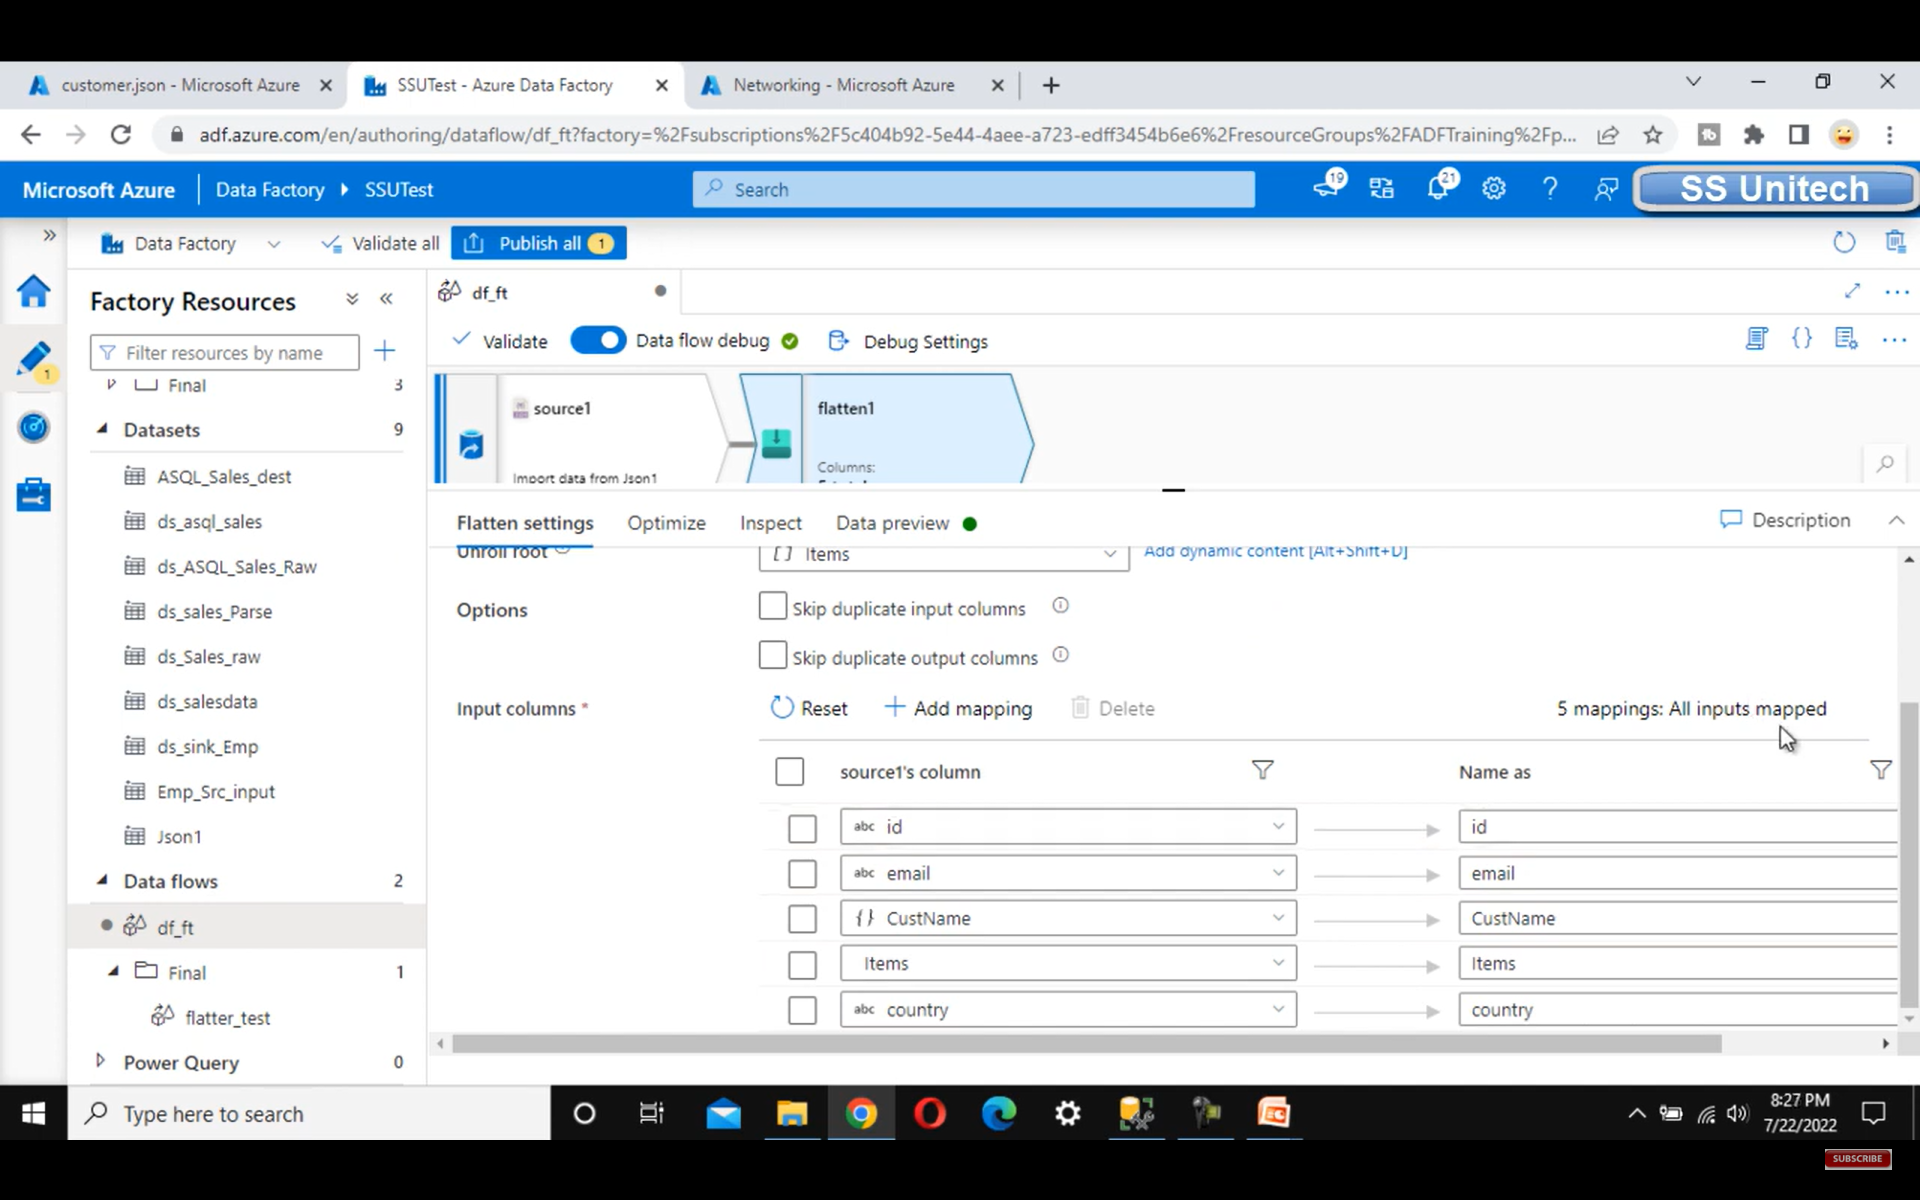 customer.json - Microsoft Azure
SSUTest - Azure Data Factory
Networking - Microsoft Azure
adf.azure.com/en/authoring/dataflow/df_ft?factory=%2Fsubscriptions%2F5c404b92-5e44-4aee-a723-edff3454b6e6%2FresourceGroups%2FADFTraining%2Fp...
Microsoft Azure
Data Factory
SSUTest
Search
19
21
SS Unitech
Data Factory
Validate all
Publish all
1
Factory Resources
df_ft
Filter resources by name
Validate
Data flow debug
Debug Settings
1
Final 3
Datasets 9
ASQL_Sales_dest
ds_asql_sales
ds_ASQL_Sales_Raw
ds_sales_Parse
ds_Sales_raw
ds_salesdata
ds_sink_Emp
Emp_Src_input
Json1
Data flows 2
df_ft
Final 1
flatter_test
Power Query 0
source1
Import data from Json1
flatten1
Columns:
Flatten settings
Optimize
Inspect
Data preview
Description
Unroll root
[] Items
Add dynamic content [Alt+Shift+D]
Options
Skip duplicate input columns
Skip duplicate output columns
Input columns *
Reset
Add mapping
Delete
5 mappings: All inputs mapped
source1's column
Name as
abc id
id
abc email
email
{} CustName
CustName
Items
Items
abc country
country
Type here to search
8:27 PM
7/22/2022
SUBSCRIBE